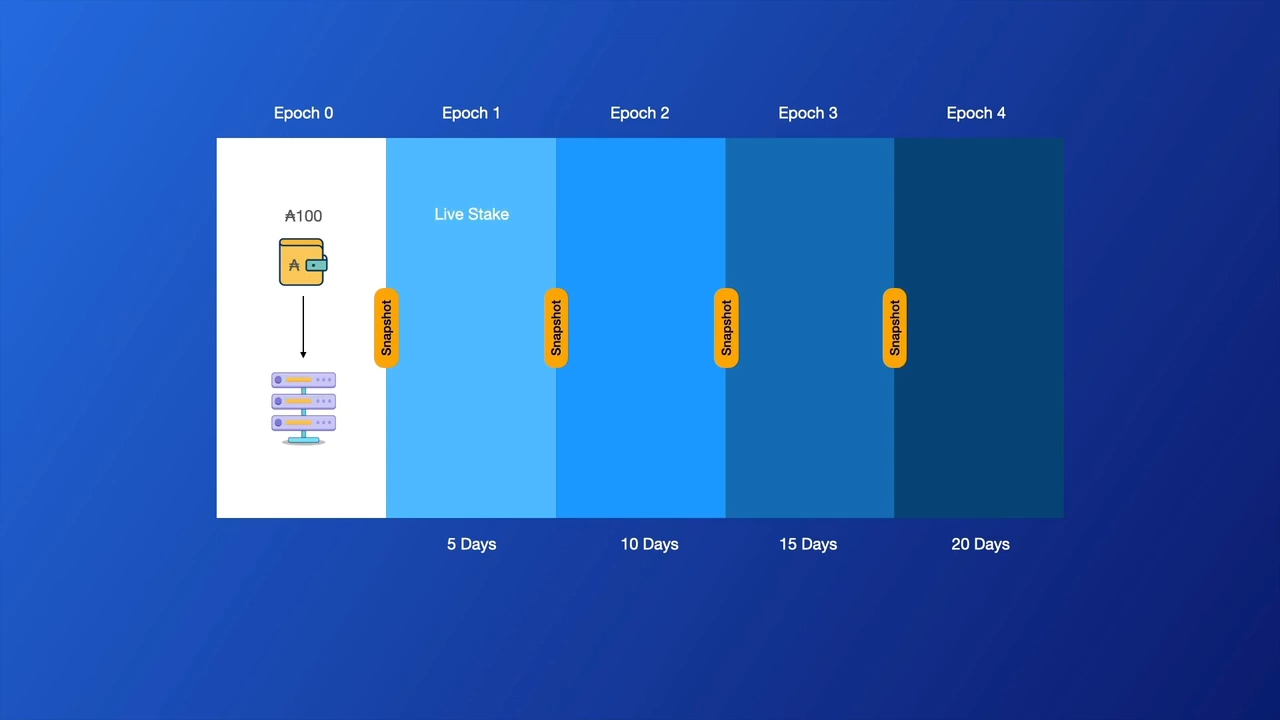 Epoch 0
Epoch 1
Epoch 2
Epoch 3
Epoch 4
₳100
Live Stake
₳
Snapshot
Snapshot
Snapshot
Snapshot
5 Days
10 Days
15 Days
20 Days